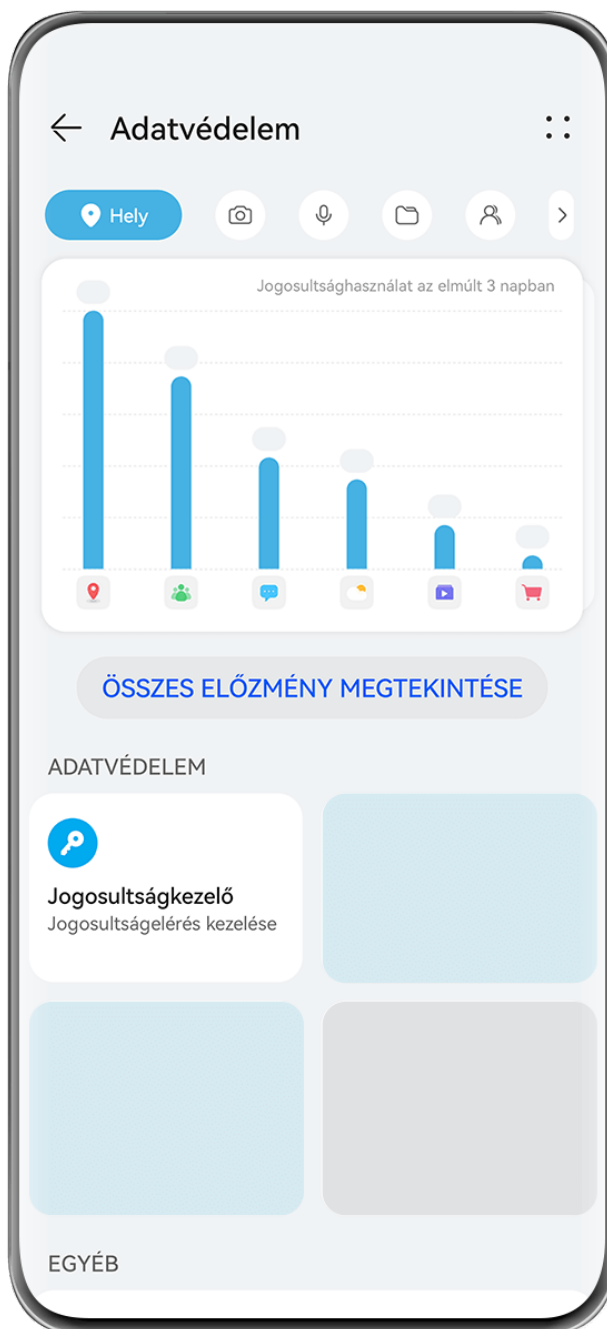 Adatvédelem
Hely
Jogosultsághasználat az elmúlt 3 napban
ÖSSZES ELŐZMÉNY MEGTEKINTÉSE
ADATVÉDELEM
Jogosultságkezelő
Jogosultságelérés kezelése
EGYÉB